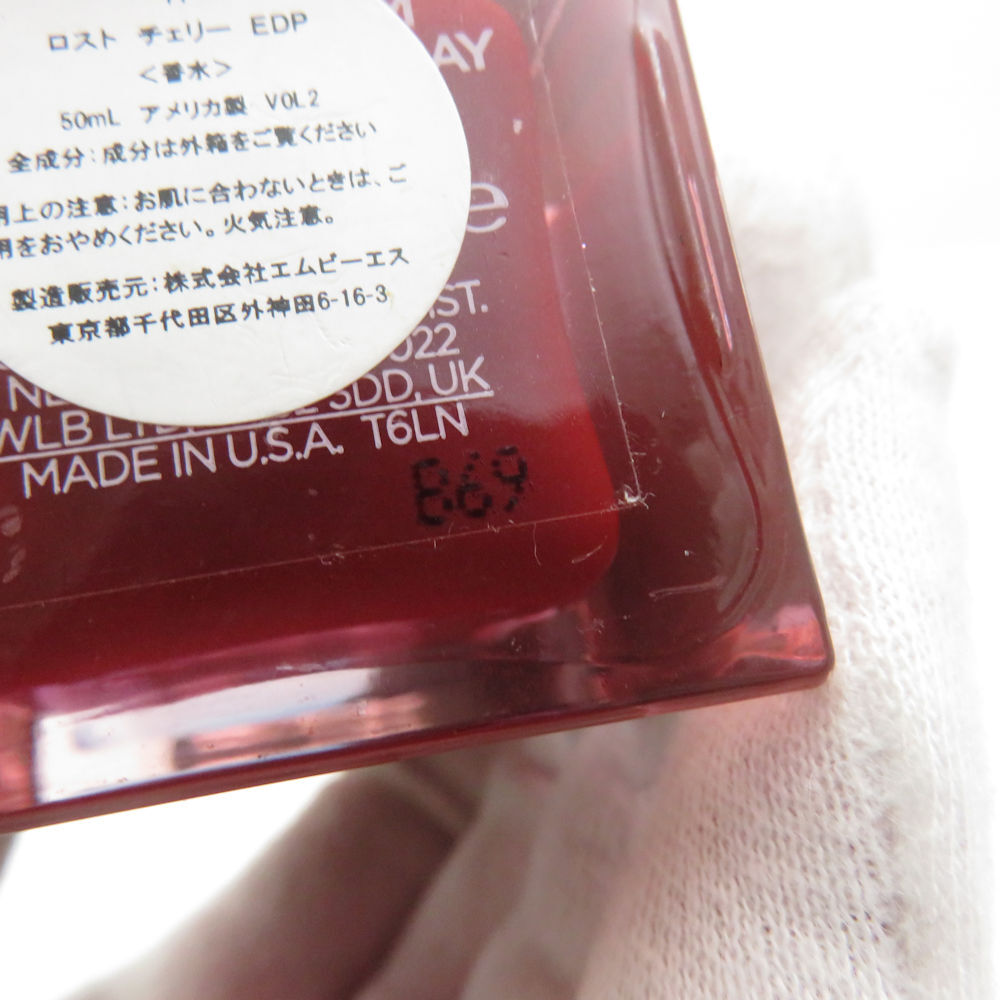 ロスト チェリー EDP
<香水>
50mL アメリカ製 VOL2
全成分:成分は外箱をご覧ください
用上の注意:お肌に合わないときは、ご
用をおやめください。火気注意。
製造販売元:株式会社エムビーエス
東京都千代田区外神田6-16-3
M
AY
e
IST.
022
5DD, UK
WLB
MADE IN U.S.A. T6LN
B69